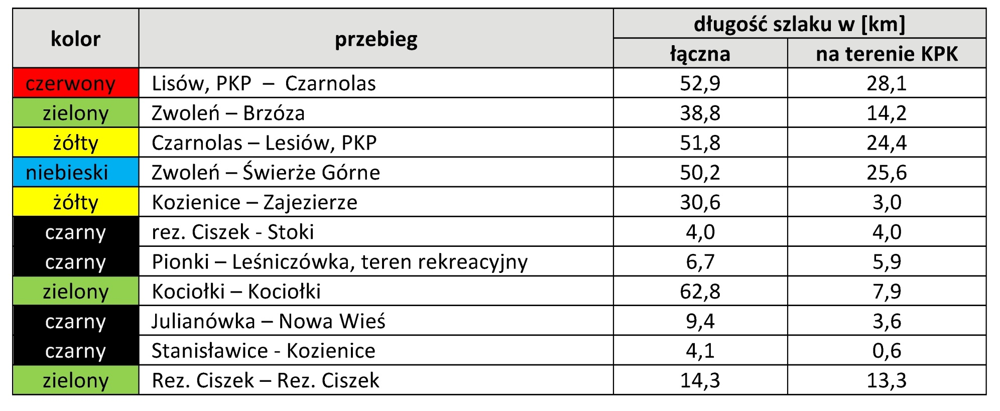 kolor przebieg długość szlaku w [km]
łączna na terenie KPK
czerwony Lisów, PKP – Czarnolas 52,9 28,1
zielony Zwoleń – Brzóza 38,8 14,2
żółty Czarnolas – Lesiów, PKP 51,8 24,4
niebieski Zwoleń – Świerże Górne 50,2 25,6
żółty Kozienice – Zajezierze 30,6 3,0
czarny rez. Ciszek - Stoki 4,0 4,0
czarny Pionki – Leśniczówka, teren rekreacyjny 6,7 5,9
zielony Kociołki – Kociołki 62,8 7,9
czarny Julianówka – Nowa Wieś 9,4 3,6
czarny Stanisławice - Kozienice 4,1 0,6
zielony Rez. Ciszek – Rez. Ciszek 14,3 13,3